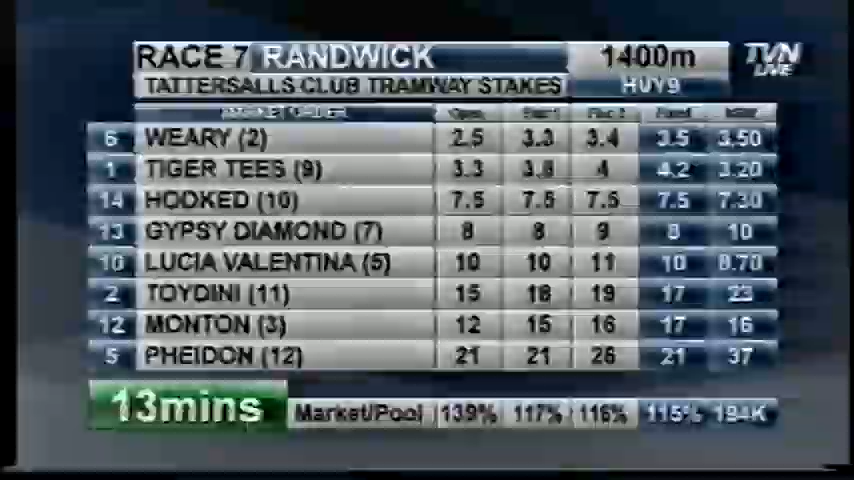 RACE 7 RANDWICK 1400m TVN
TATTERSALLS CLUB TRAMWAY STAKES HVY9 LIVE
6 WEARY (2) 2.5 3.3 3.4 3.5 3.50
1 TIGER TEES (9) 3.3 3.8 4 4.2 3.20
14 HOOKED (10) 7.5 7.5 7.5 7.5 7.30
13 GYPSY DIAMOND (7) 8 8 9 8 10
10 LUCIA VALENTINA (5) 10 10 11 10 8.70
2 TOYDINI (11) 15 18 19 17 23
12 MONTON (3) 12 15 16 17 16
5 PHEIDON (12) 21 21 26 21 37
13mins Market/Pool 139% 117% 116% 115% 194K